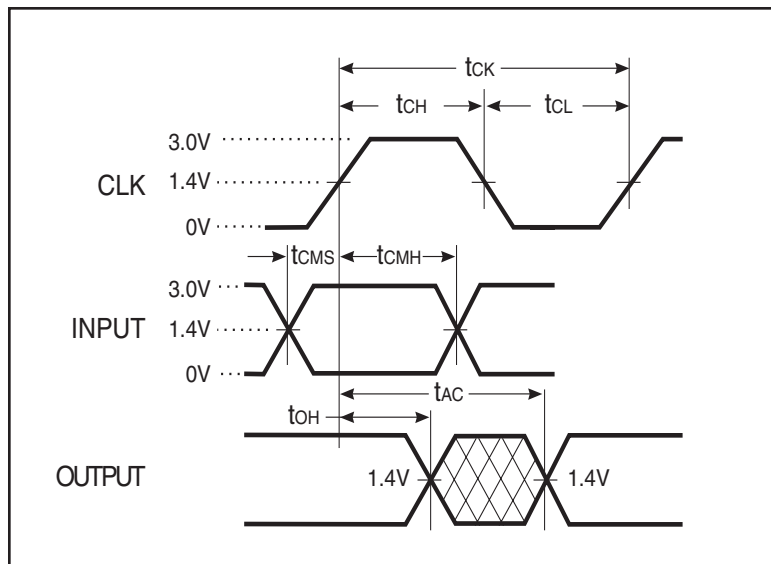 tCK
tCH tCL
3.0V
CLK 1.4V
0V
tCMS tCMH
3.0V
INPUT 1.4V
0V
tAC
tOH
OUTPUT 1.4V 1.4V